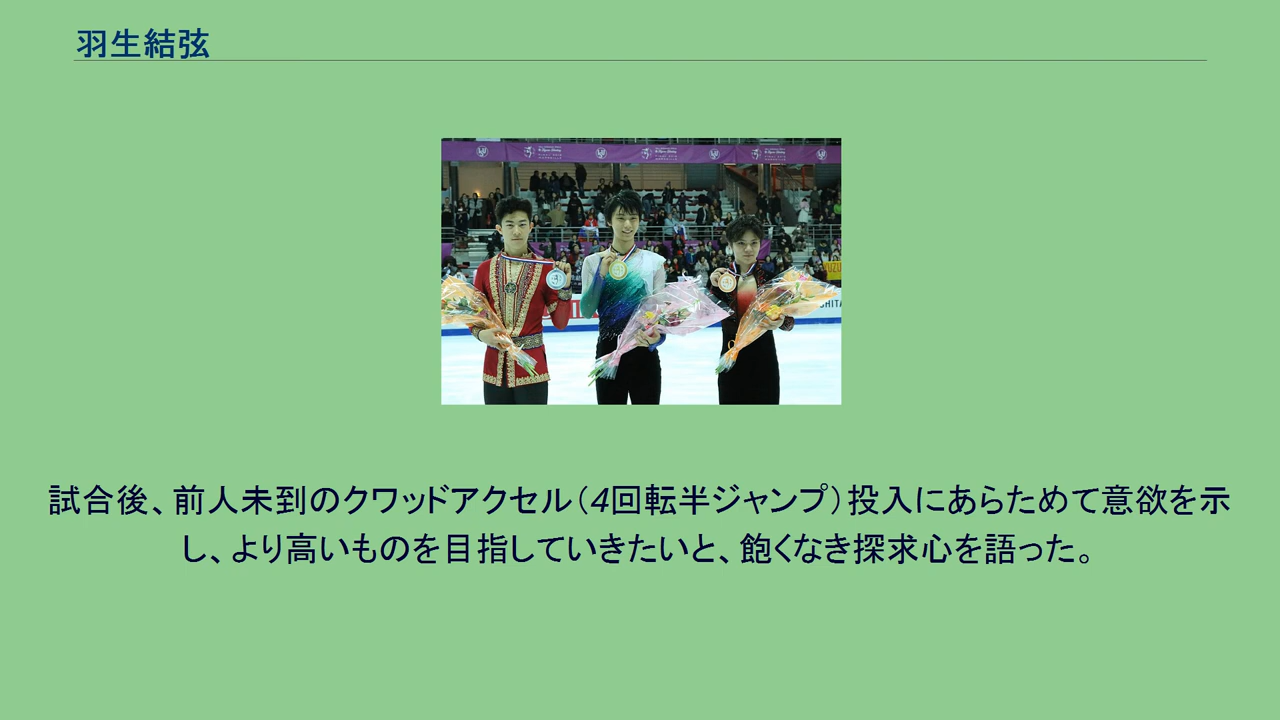 羽生結弦
試合後、前人未到のクワッドアクセル（4回転半ジャンプ）投入にあらためて意欲を示
し、より高いものを目指していきたいと、飽くなき探求心を語った。